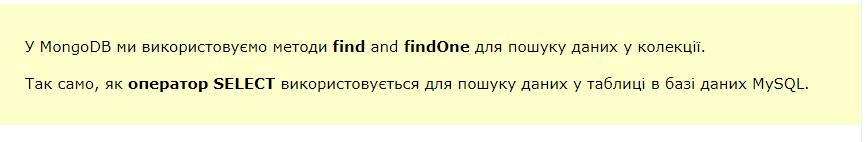 У MongoDB ми використовуємо методи find and findOne для пошуку даних у колекції.
Так само, як оператор SELECT використовується для пошуку даних у таблиці в базі даних MySQL.